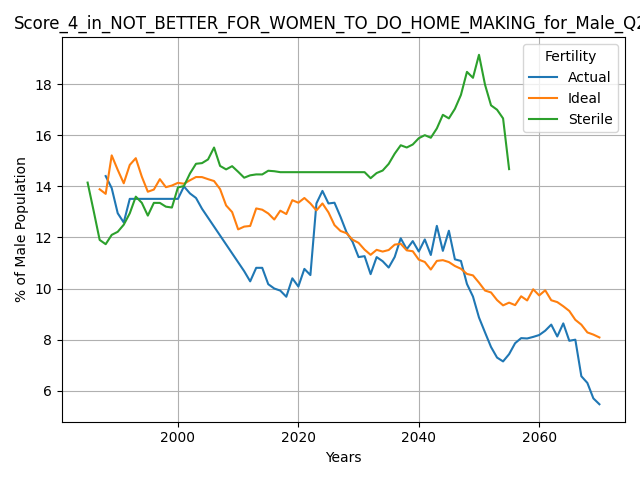 Score_4_in_NOT_BETTER_FOR_WOMEN_TO_DO_HOME_MAKING_for_Male_Q2
Fertility
Actual
Ideal
Sterile
% of Male Population
18
16
14
12
10
8
6
2000 2020 2040 2060
Years